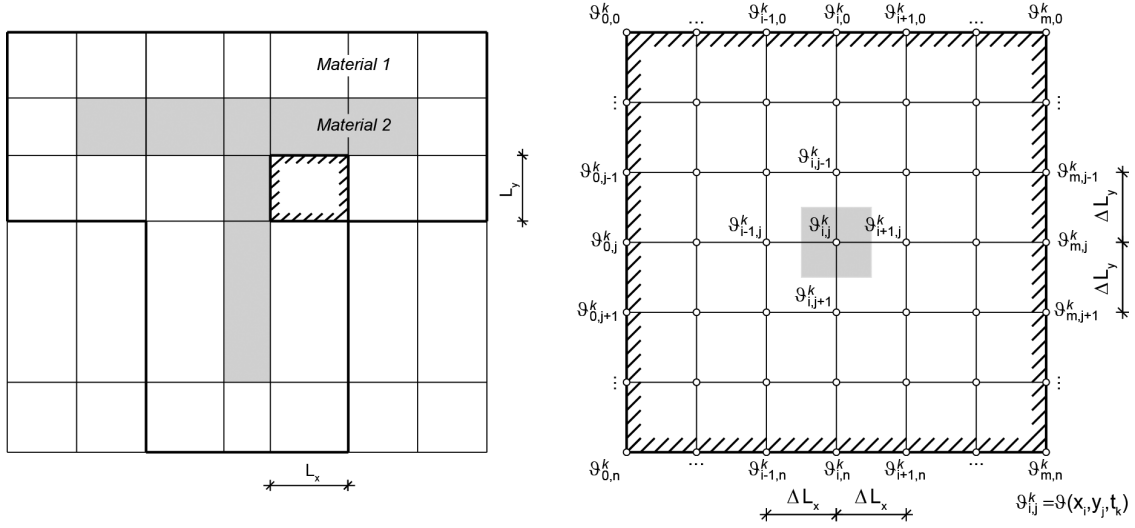 Material 1
Material 2
L_y
L_x
ϑ^k_{0,0} ... ϑ^k_{i-1,0} ϑ^k_{i,0} ϑ^k_{i+1,0} ... ϑ^k_{m,0}
... ...
ϑ^k_{i,j-1}
ϑ^k_{0,j-1} ϑ^k_{m,j-1}
ΔL_y
ϑ^k_{i-1,j} ϑ^k_{i,j} ϑ^k_{i+1,j}
ϑ^k_{0,j} ϑ^k_{m,j}
ΔL_y
ϑ^k_{i,j+1}
ϑ^k_{0,j+1} ϑ^k_{m,j+1}
... ...
ϑ^k_{0,n} ... ϑ^k_{i-1,n} ϑ^k_{i,n} ϑ^k_{i+1,n} ... ϑ^k_{m,n}
ΔL_x ΔL_x
ϑ^k_{i,j} = ϑ(x_i,y_j,t_k)